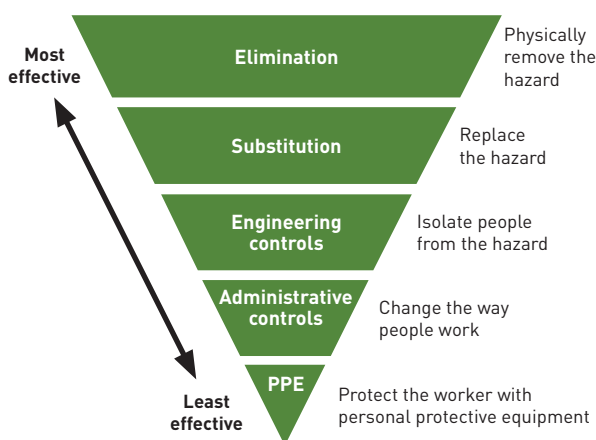 Most
effective
Elimination
Physically
remove the
hazard
Substitution
Replace
the hazard
Engineering
controls
Isolate people
from the hazard
Administrative
controls
Change the way
people work
PPE
Least
effective
Protect the worker with
personal protective equipment